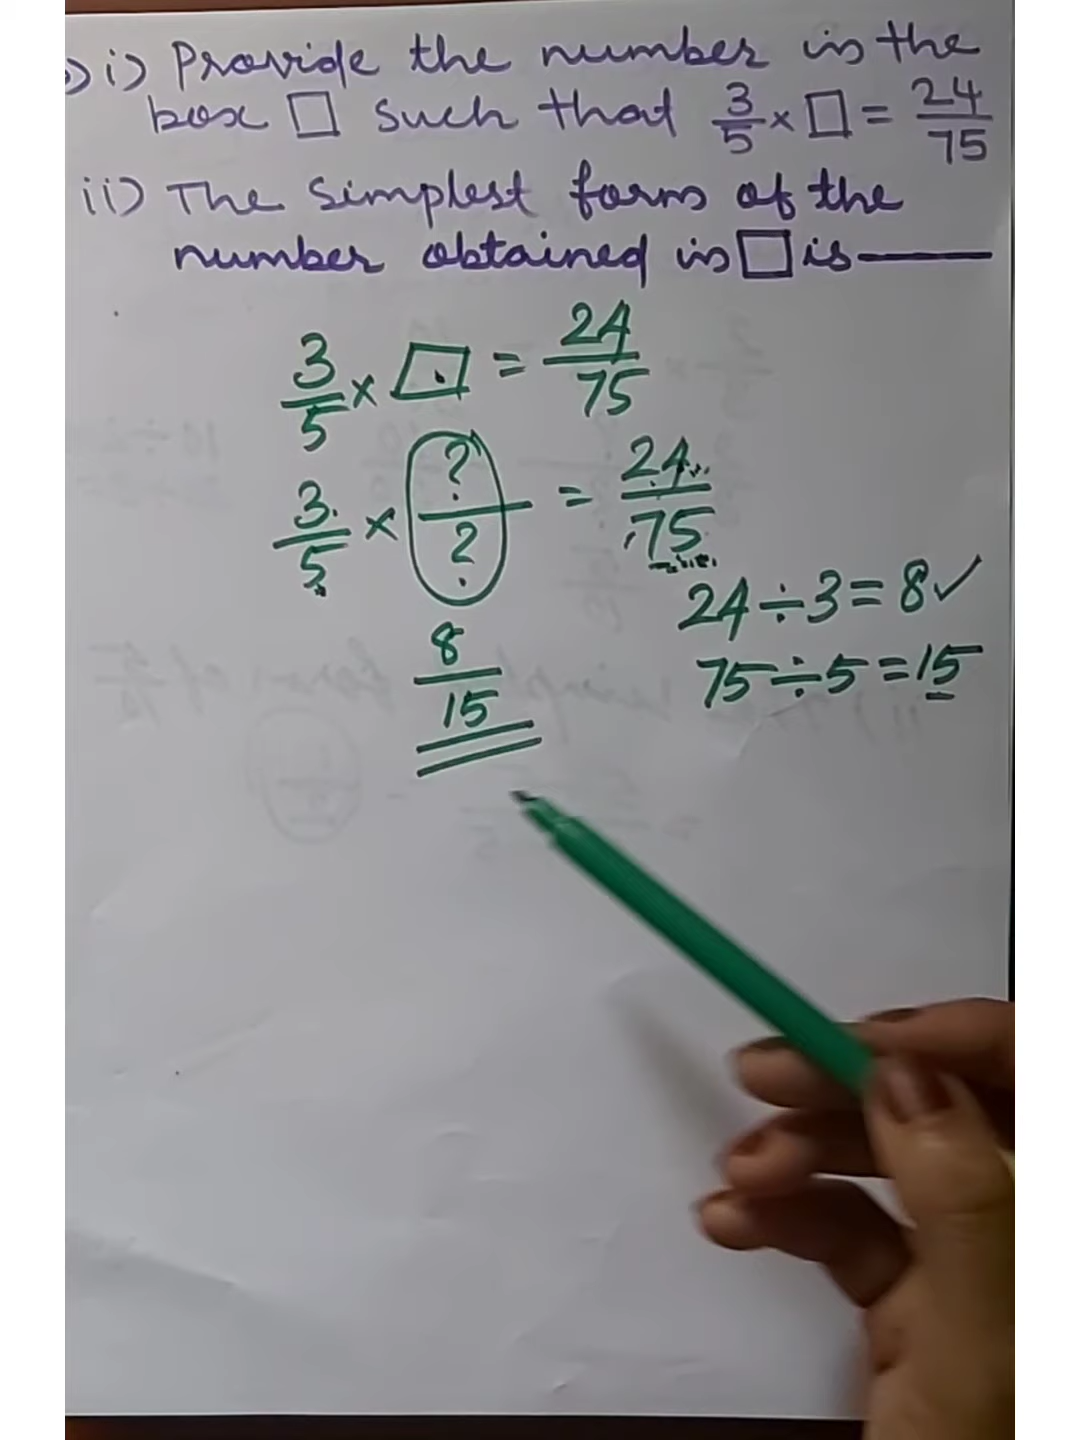 i) Provide the number in the
box □ such that 3/5 × □ = 24/75
ii) The simplest form of the
number obtained in □ is ———
3/5 × □ = 24/75
3/5 × ?/? = 24/75
24 ÷ 3 = 8 ✓
8/15
75 ÷ 5 = 15